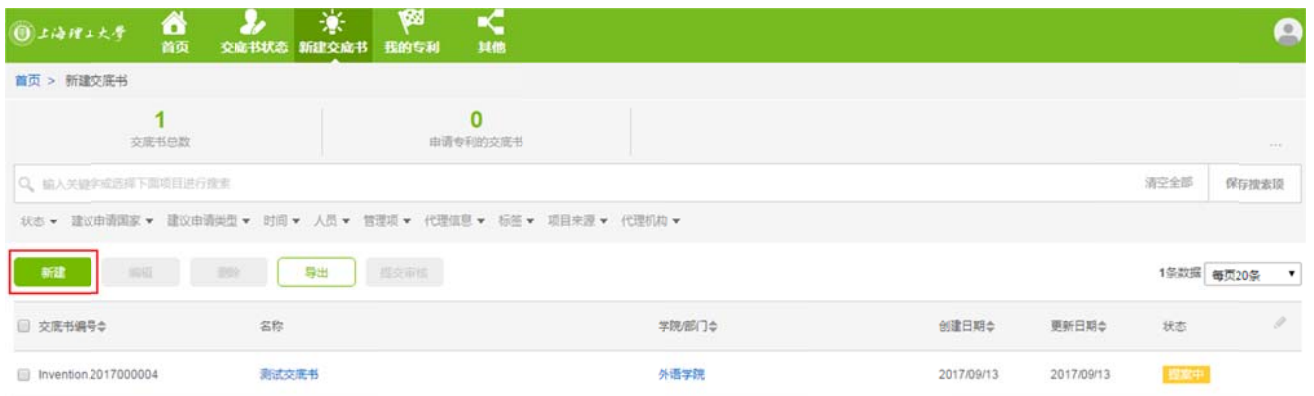 上海理工大学
首页 交底书状态 新建交底书 我的专利 其他
首页 > 新建交底书
1 0
交底书总数 申请专利的交底书 ...
输入关键字或选择下面项目进行搜索 清空全部 保存搜索项
状态 ▼ 建议申请国家 ▼ 建议申请类型 ▼ 时间 ▼ 人员 ▼ 管理项 ▼ 代理信息 ▼ 标签 ▼ 项目来源 ▼ 代理机构 ▼
新建 编辑 删除 导出 提交审核 1条数据 每页20条
交底书编号 名称 学院/部门 创建日期 更新日期 状态
Invention2017000004 测试交底书 外语学院 2017/09/13 2017/09/13 提案中